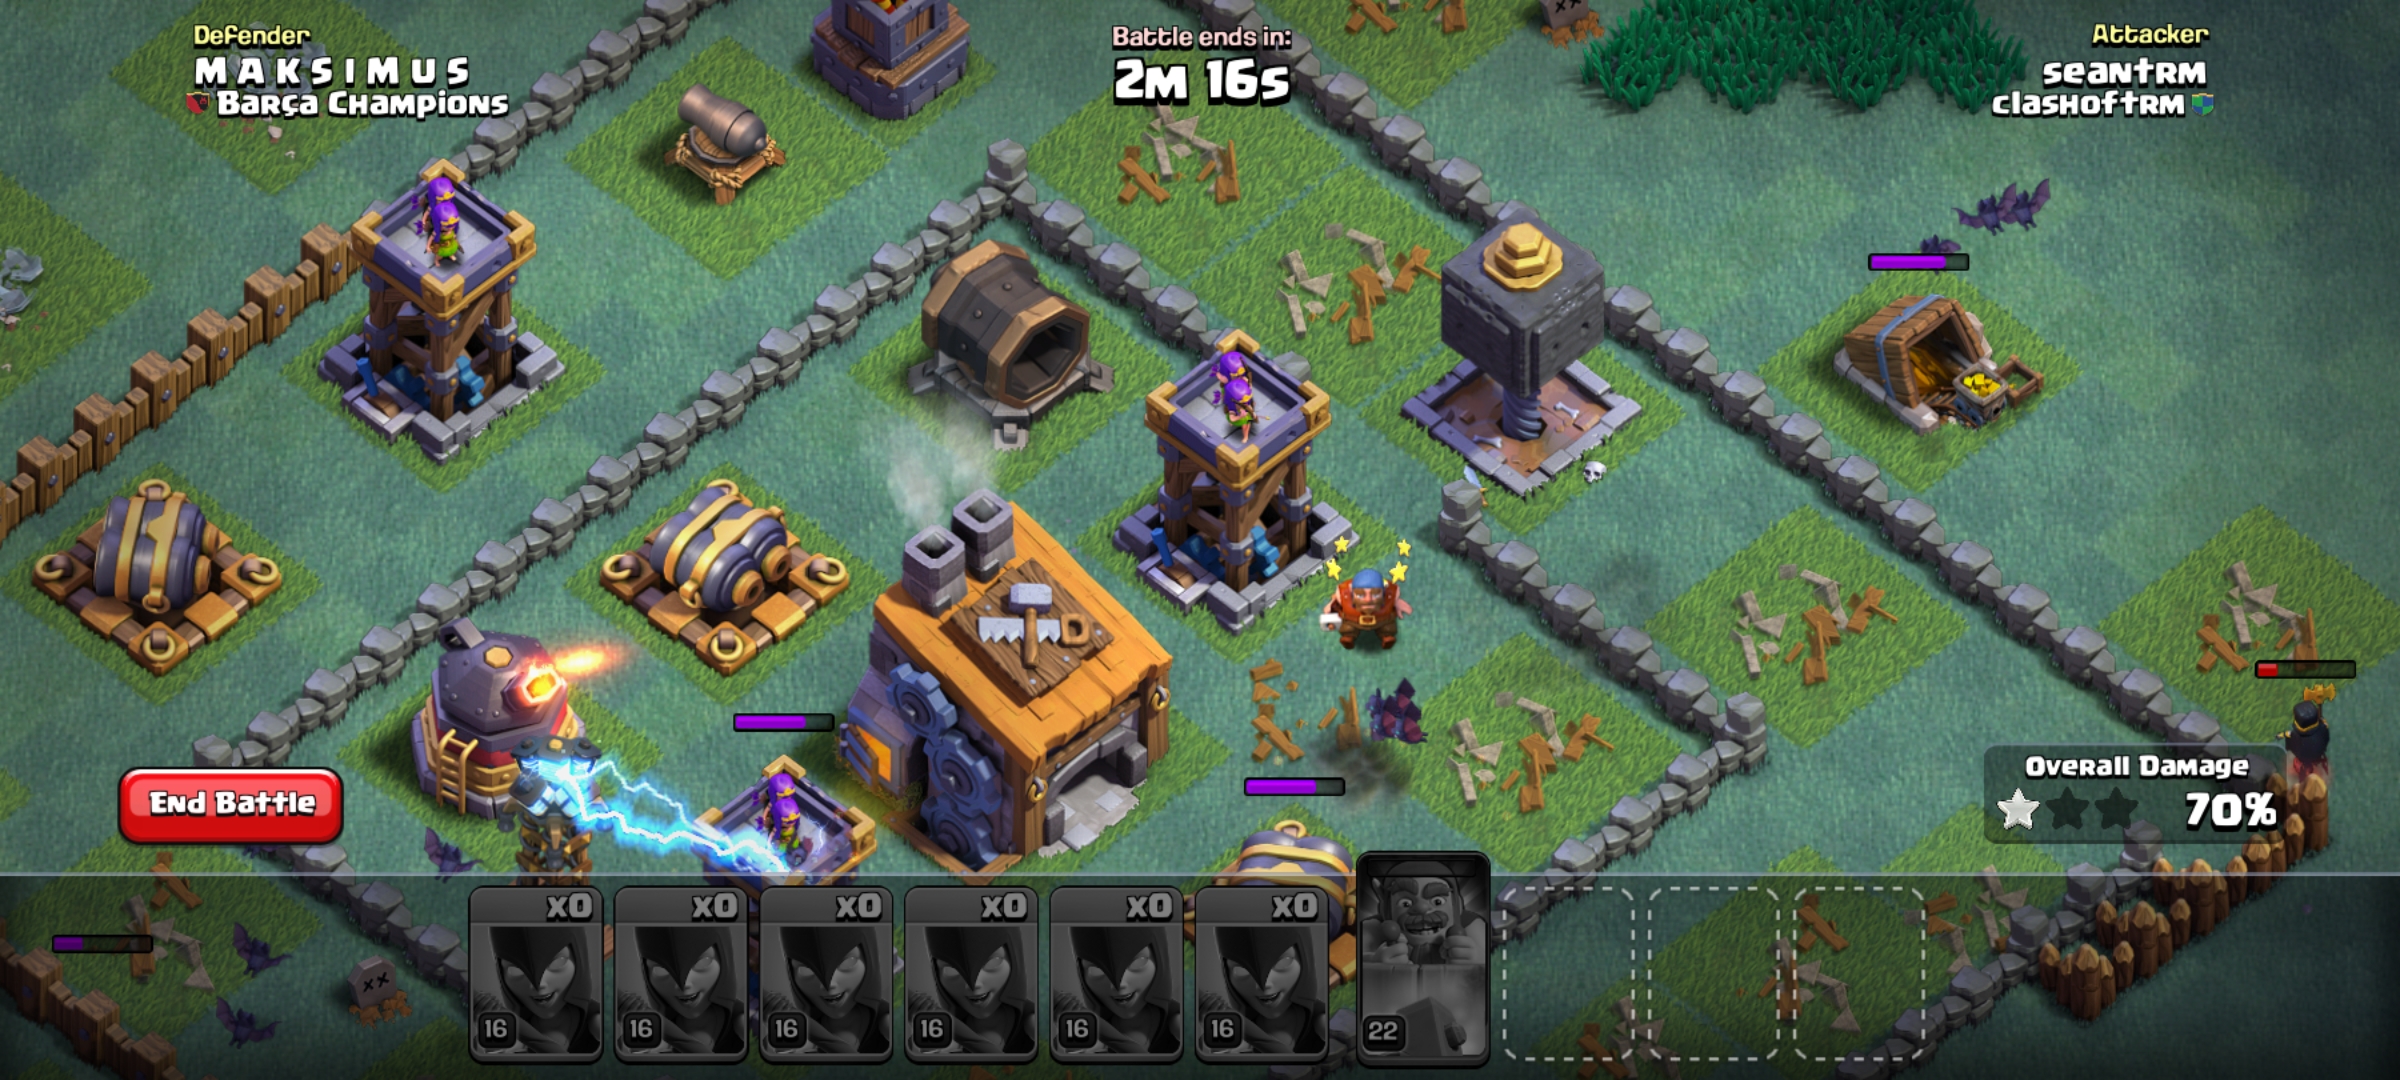 Defender
MAKSIMUS
Barça Champions
Battle ends in:
2M 16s
Attacker
seantrm
clashoftrm
End Battle
Overall Damage
70%
x0
x0
x0
x0
x0
x0
16
16
16
16
16
16
22